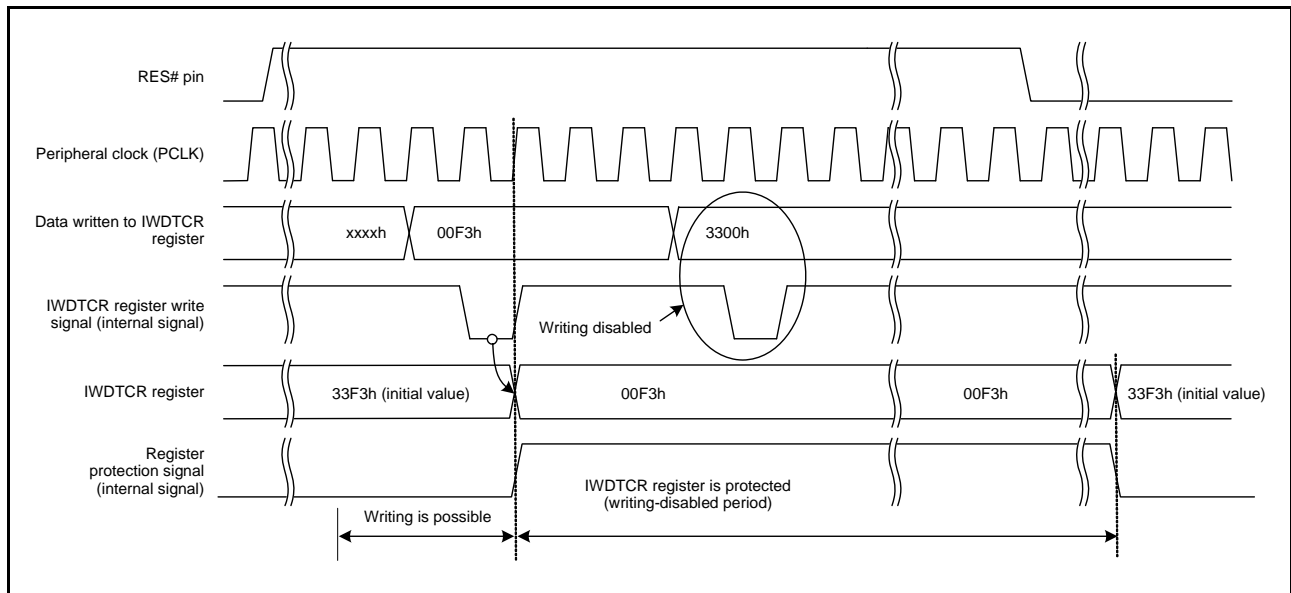 RES# pin
Peripheral clock (PCLK)
Data written to IWDTCR
register
xxxxh
00F3h
3300h
IWDTCR register write
signal (internal signal)
Writing disabled
IWDTCR register
33F3h (initial value)
00F3h
00F3h
33F3h (initial value)
Register
protection signal
(internal signal)
IWDTCR register is protected
(writing-disabled period)
Writing is possible